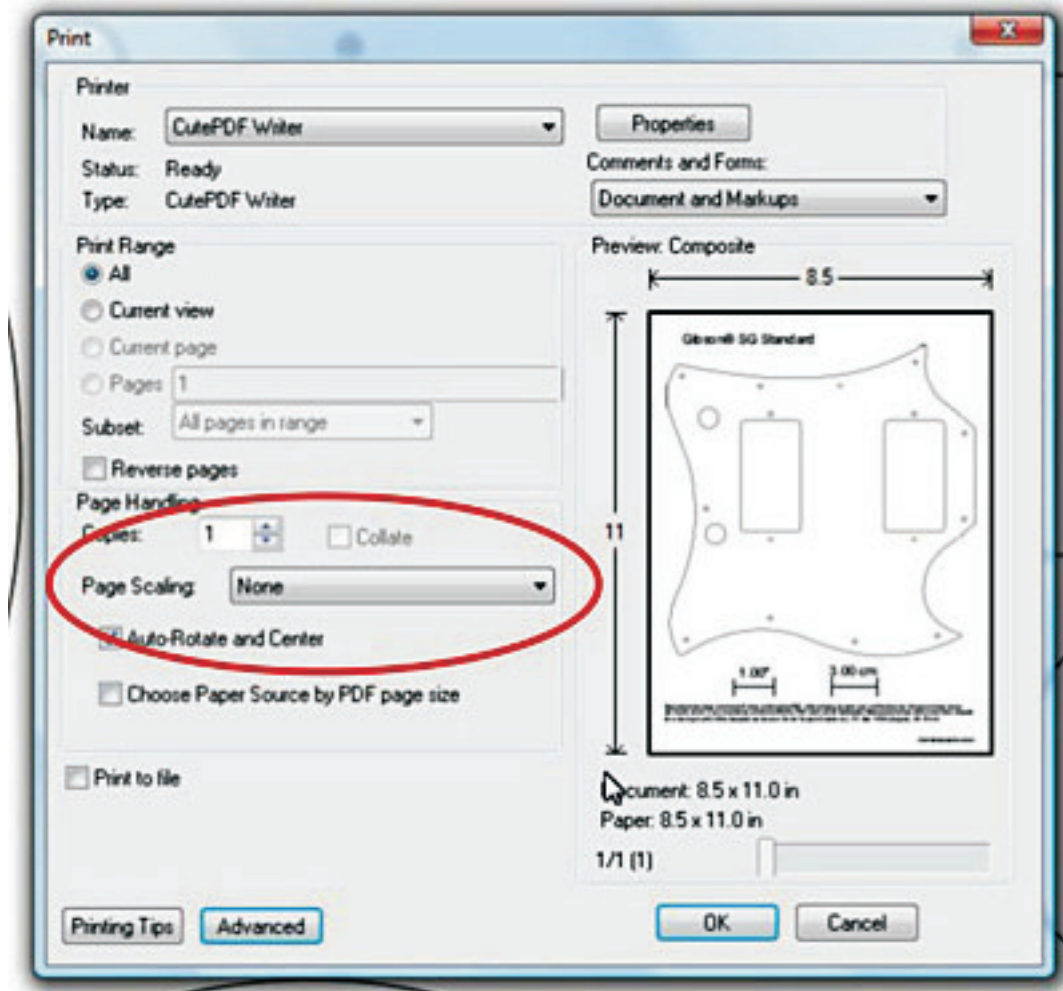 Print
Printer
Name: CutePDF Writer
Properties
Status: Ready
Comments and Forms:
Type: CutePDF Writer
Document and Markups
Print Range
All
Current view
Current page
Pages 1
Subset: All pages in range
Reverse pages
Page Handling
Copies: 1 Collate
Page Scaling: None
Auto-Rotate and Center
Choose Paper Source by PDF page size
Print to file
Preview: Composite
8.5
11
Gibson® SG Standard
1.00"
3.00 cm
Document: 8.5 x 11.0 in
Paper: 8.5 x 11.0 in
1/1 (1)
Printing Tips
Advanced
OK
Cancel